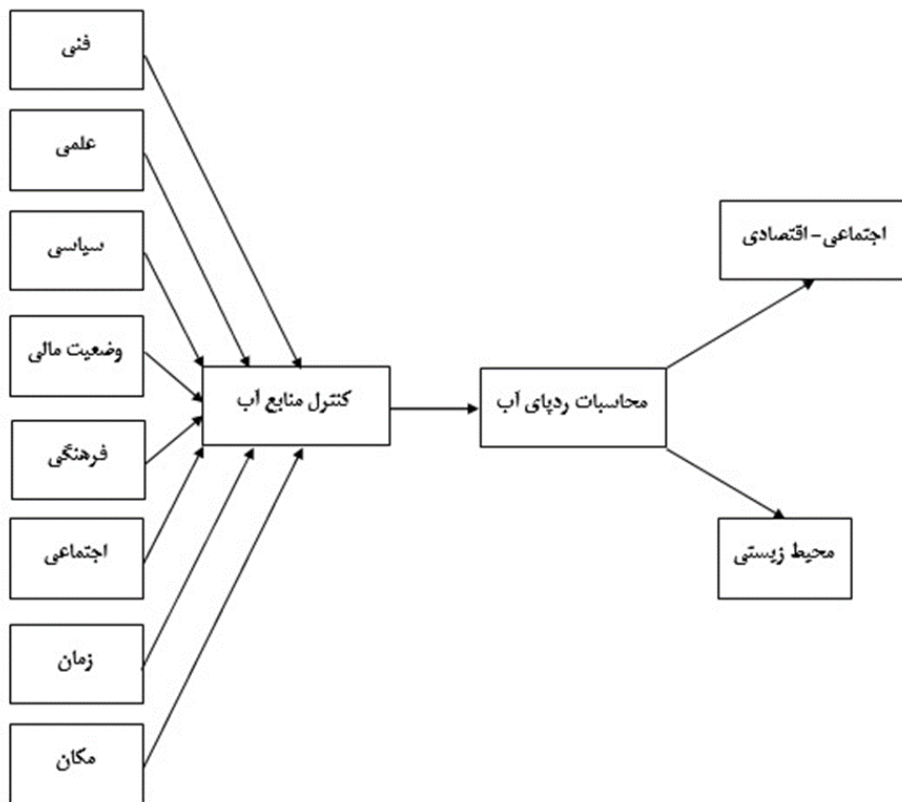 فنی
علمی
سیاسی
وضعیت مالی
فرهنگی
اجتماعی
زمان
مکان
کنترل منابع آب
محاسبات ردپای آب
اجتماعی-اقتصادی
محیط زیستی